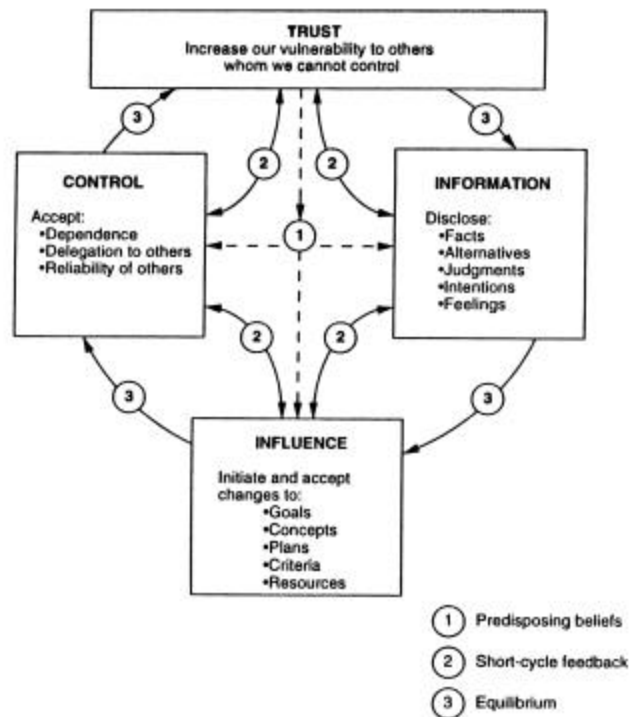 TRUST
Increase our vulnerability to others
whom we cannot control
3
3
2
2
CONTROL
Accept:
•Dependence
•Delegation to others
•Reliability of others
INFORMATION
Disclose:
•Facts
•Alternatives
•Judgments
•Intentions
•Feelings
1
2
2
3
3
INFLUENCE
Initiate and accept
changes to:
•Goals
•Concepts
•Plans
•Criteria
•Resources
1 Predisposing beliefs
2 Short-cycle feedback
3 Equilibrium